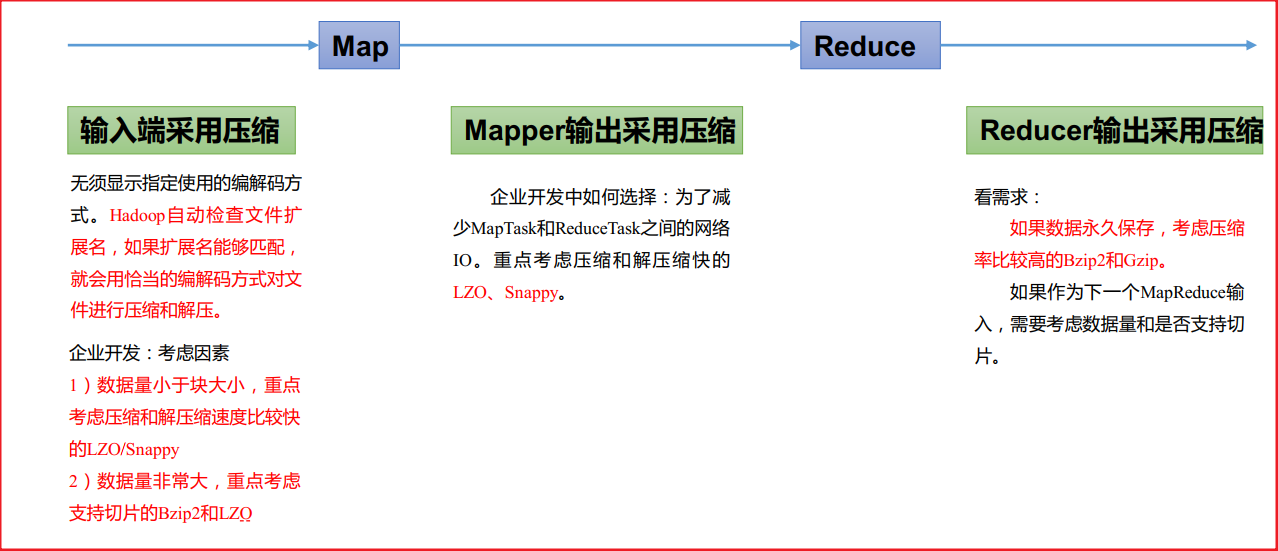 Map
Reduce
输入端采用压缩
无须显示指定使用的编解码方
式。Hadoop自动检查文件扩
展名，如果扩展名能够匹配，
就会用恰当的编解码方式对文
件进行压缩和解压。
企业开发：考虑因素
1）数据量小于块大小，重点
考虑压缩和解压缩速度比较快
的LZO/Snappy
2）数据量非常大，重点考虑
支持切片的Bzip2和LZO
Mapper输出采用压缩
企业开发中如何选择：为了减
少MapTask和ReduceTask之间的网络
IO。重点考虑压缩和解压缩快的
LZO、Snappy。
Reducer输出采用压缩
看需求：
如果数据永久保存，考虑压缩
率比较高的Bzip2和Gzip。
如果作为下一个MapReduce输
入，需要考虑数据量和是否支持切
片。